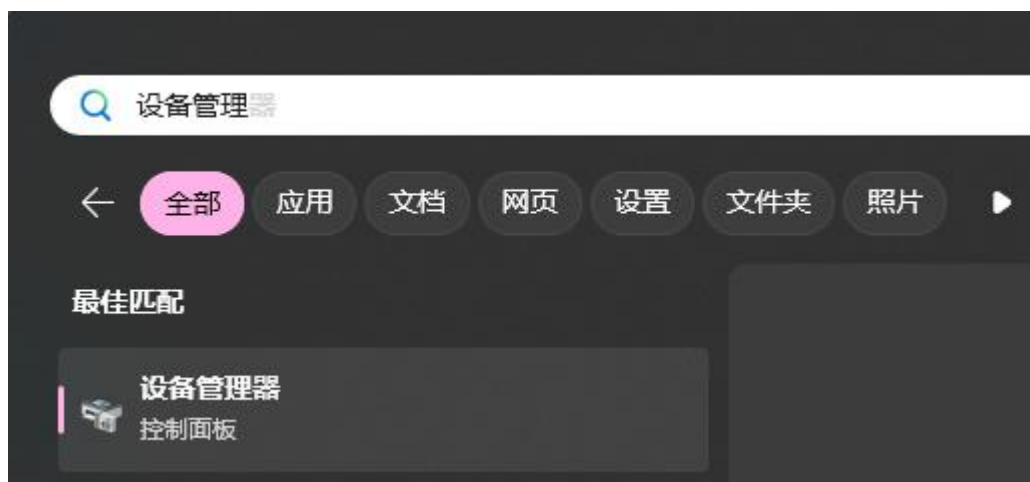 设备管理器
全部 应用 文档 网页 设置 文件夹 照片
最佳匹配
设备管理器
控制面板